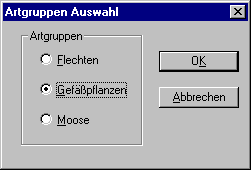 Artgruppen Auswahl
Artgruppen
Flechten
OK
Gefäßpflanzen
Abbrechen
Moose